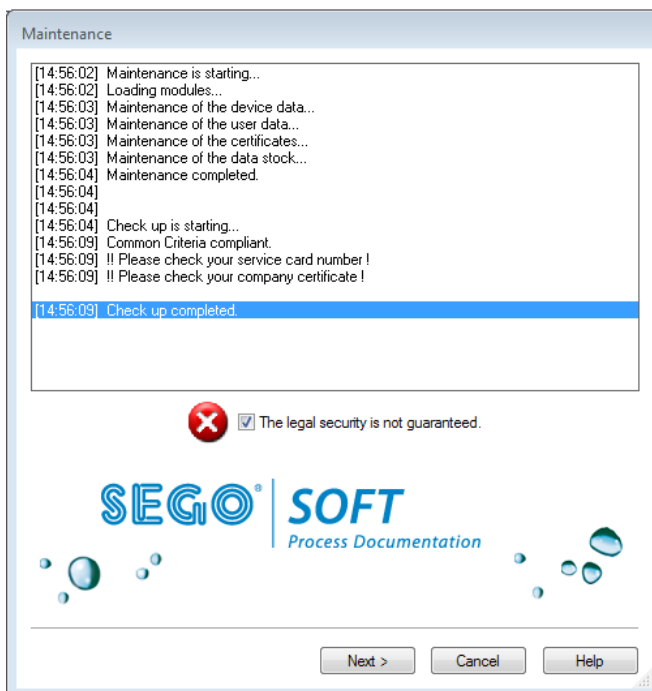 Maintenance
[14:56:02] Maintenance is starting...
[14:56:02] Loading modules...
[14:56:03] Maintenance of the device data...
[14:56:03] Maintenance of the user data...
[14:56:03] Maintenance of the certificates...
[14:56:03] Maintenance of the data stock...
[14:56:04] Maintenance completed.
[14:56:04]
[14:56:04]
[14:56:04] Check up is starting...
[14:56:09] Common Criteria compliant.
[14:56:09] !! Please check your service card number !
[14:56:09] !! Please check your company certificate !
[14:56:09] Check up completed.
The legal security is not guaranteed.
SEGO® SOFT
Process Documentation
Next > Cancel Help